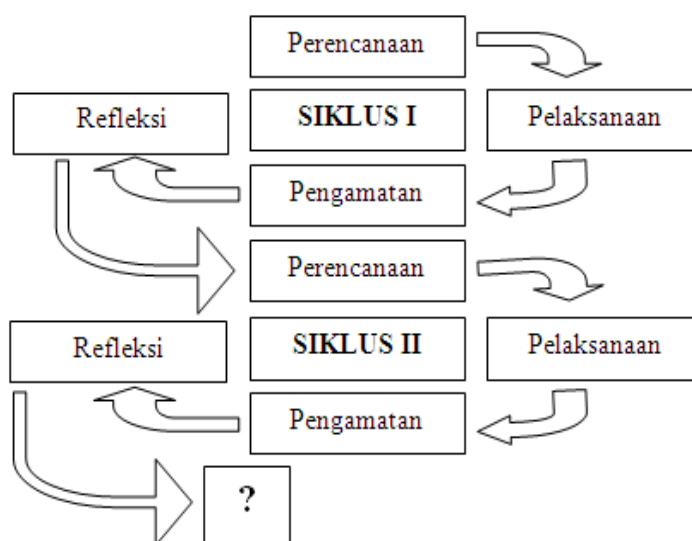 Perencanaan
Refleksi
SIKLUS I
Pelaksanaan
Pengamatan
Perencanaan
Refleksi
SIKLUS II
Pelaksanaan
Pengamatan
?